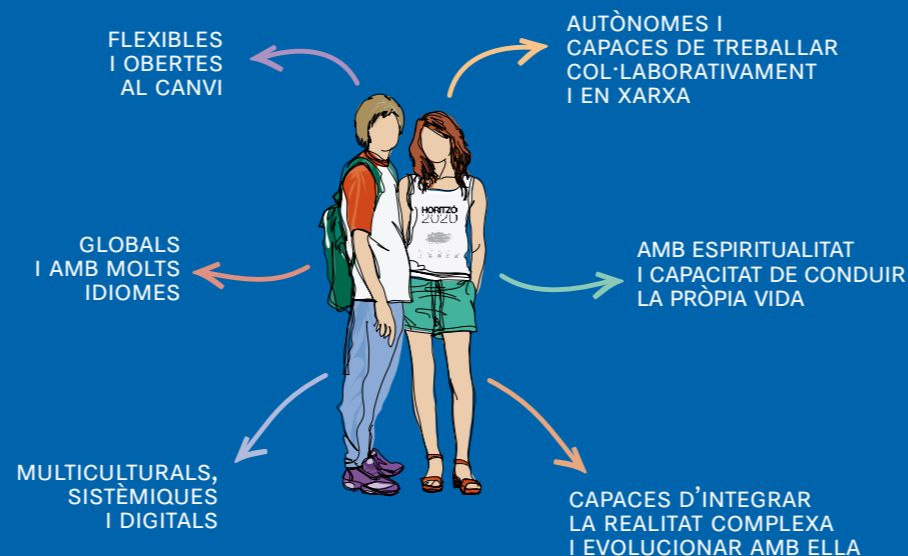 FLEXIBLES
I OBERTES
AL CANVI
AUTÒNOMES I
CAPACES DE TREBALLAR
COL·LABORATIVAMENT
I EN XARXA
HORITZÓ
2020
GLOBALS
I AMB MOLTS
IDIOMES
AMB ESPIRITUALITAT
I CAPACITAT DE CONDUIR
LA PRÒPIA VIDA
MULTICULTURALS,
SISTÈMIQUES
I DIGITALS
CAPACES D'INTEGRAR
LA REALITAT COMPLEXA
I EVOLUCIONAR AMB ELLA